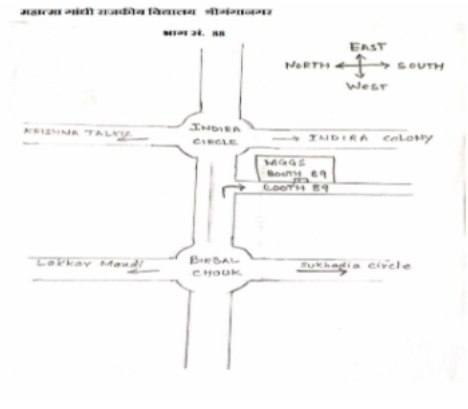 महात्मा गांधी राजकीय विद्यालय श्रीगंगानगर
भाग सं. 88
EAST
NORTH SOUTH
WEST
KRISHNA TALKIZ
INDIRA CIRCLE
INDIRA COLONY
MGGS
BOOTH 89
BOOTH 89
Lakkar Mandi
BIRBAL CHOUK
Sukhadia circle